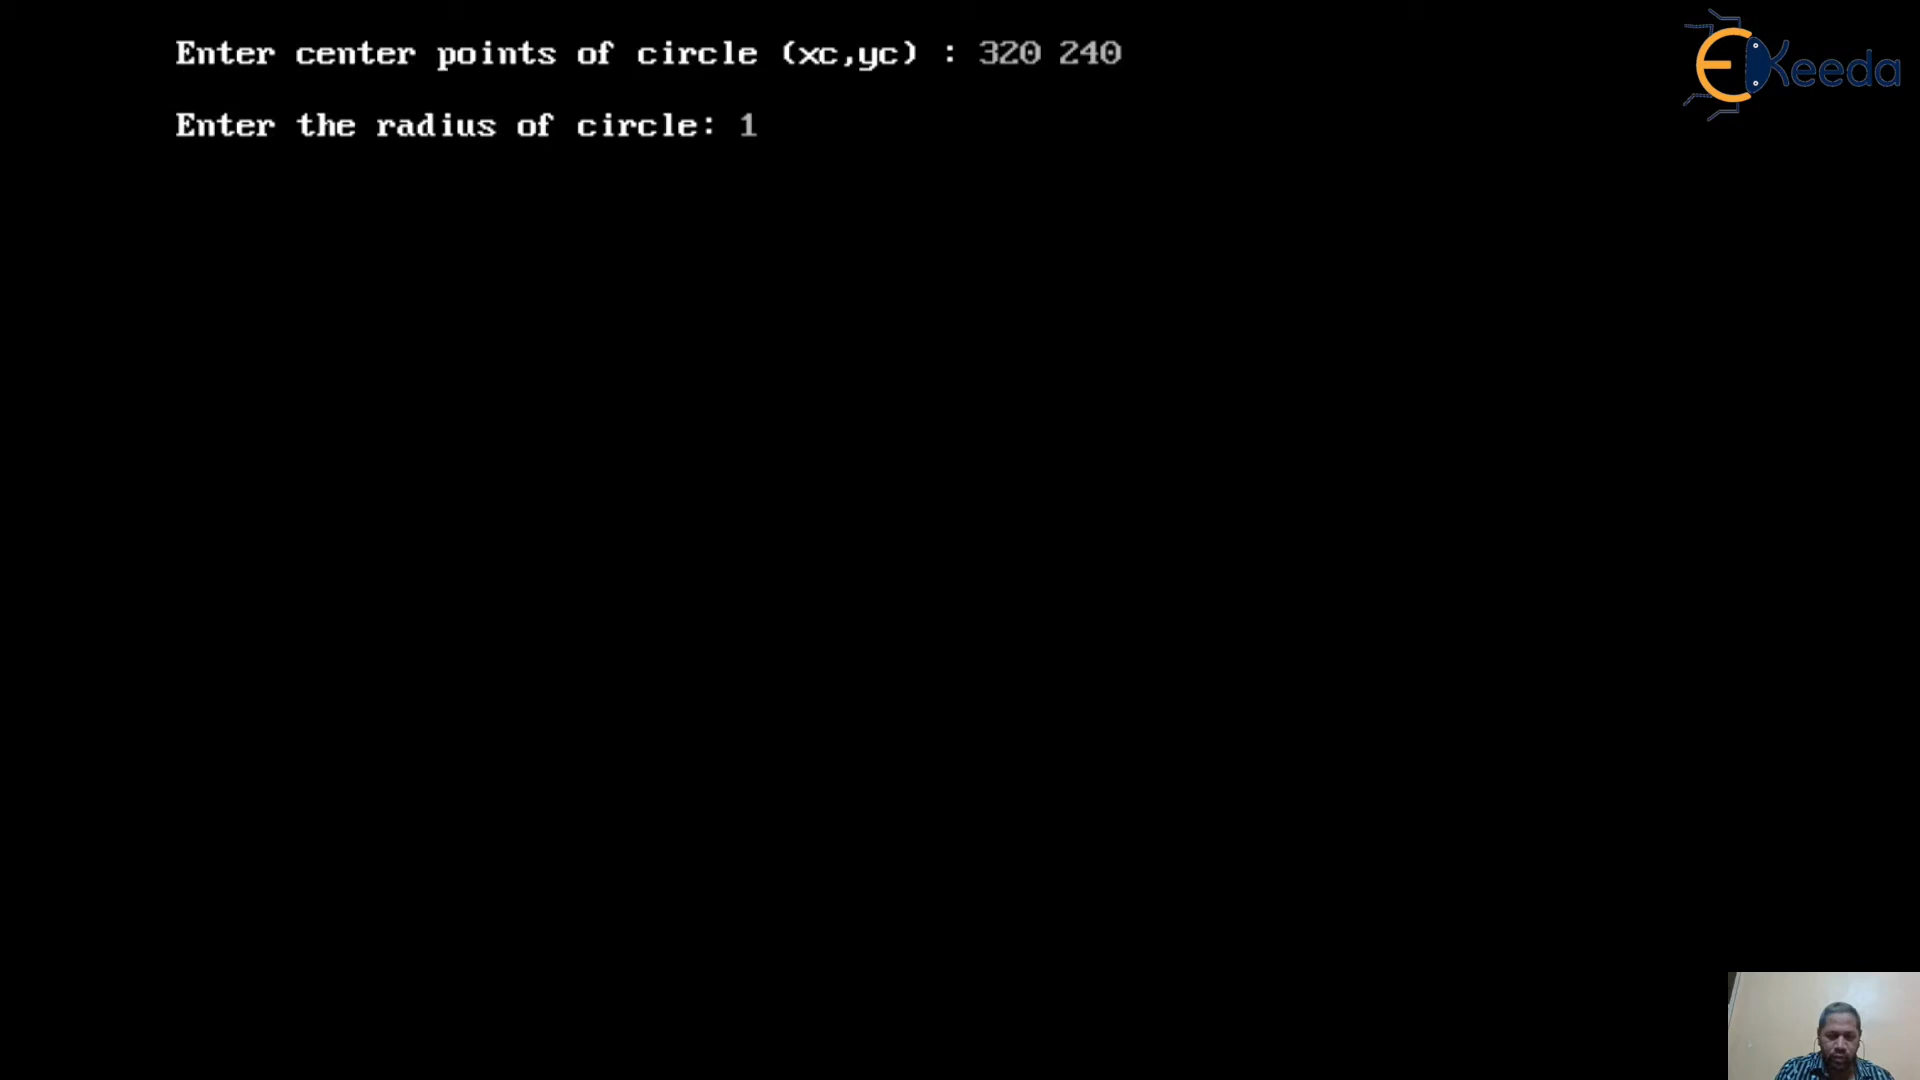 Enter center points of circle (xc,yc) : 320 240
Enter the radius of circle: 1
EKeeda